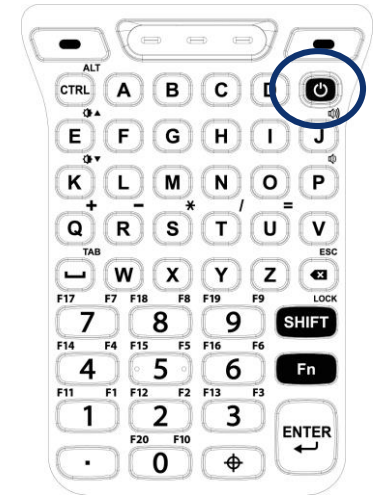 ALT
CTRL A B C D
E F G H I J
K L M N O P
+ - * / =
Q R S T U V
TAB ESC
W X Y Z
F17 F7 F18 F8 F19 F9 LOCK
7 8 9 SHIFT
F14 F4 F15 F5 F16 F6
4 5 6 Fn
F11 F1 F12 F2 F13 F3
1 2 3
ENTER
F20 F10
. 0